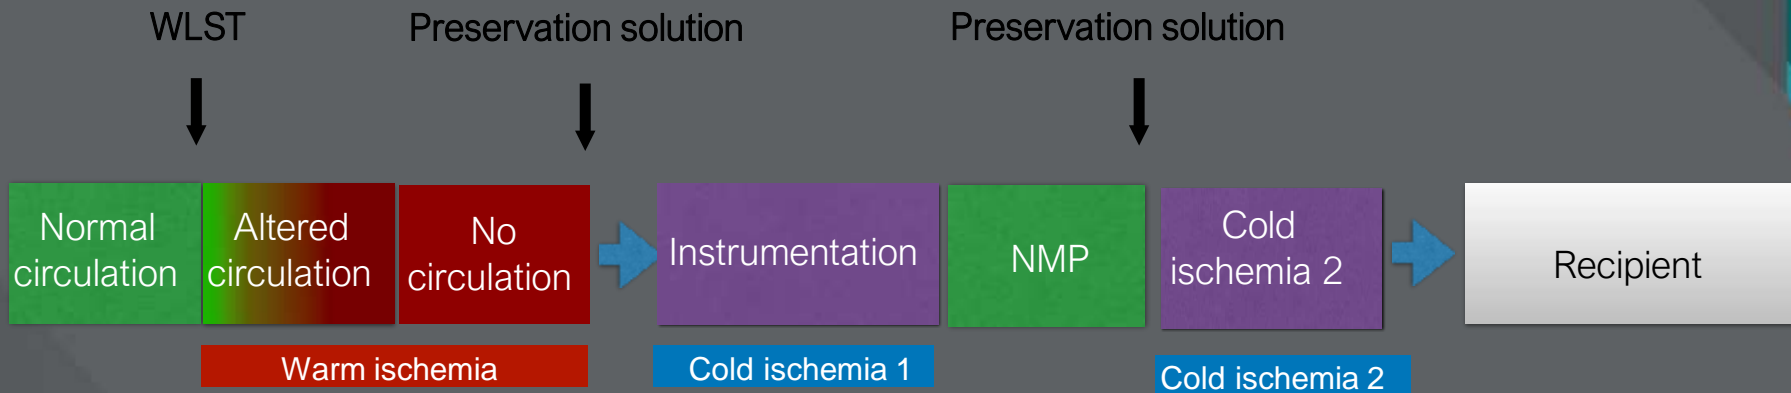 WLST
Preservation solution
Preservation solution
Normal
circulation
Altered
circulation
No
circulation
Instrumentation
NMP
Cold
ischemia 2
Recipient
Warm ischemia
Cold ischemia 1
Cold ischemia 2